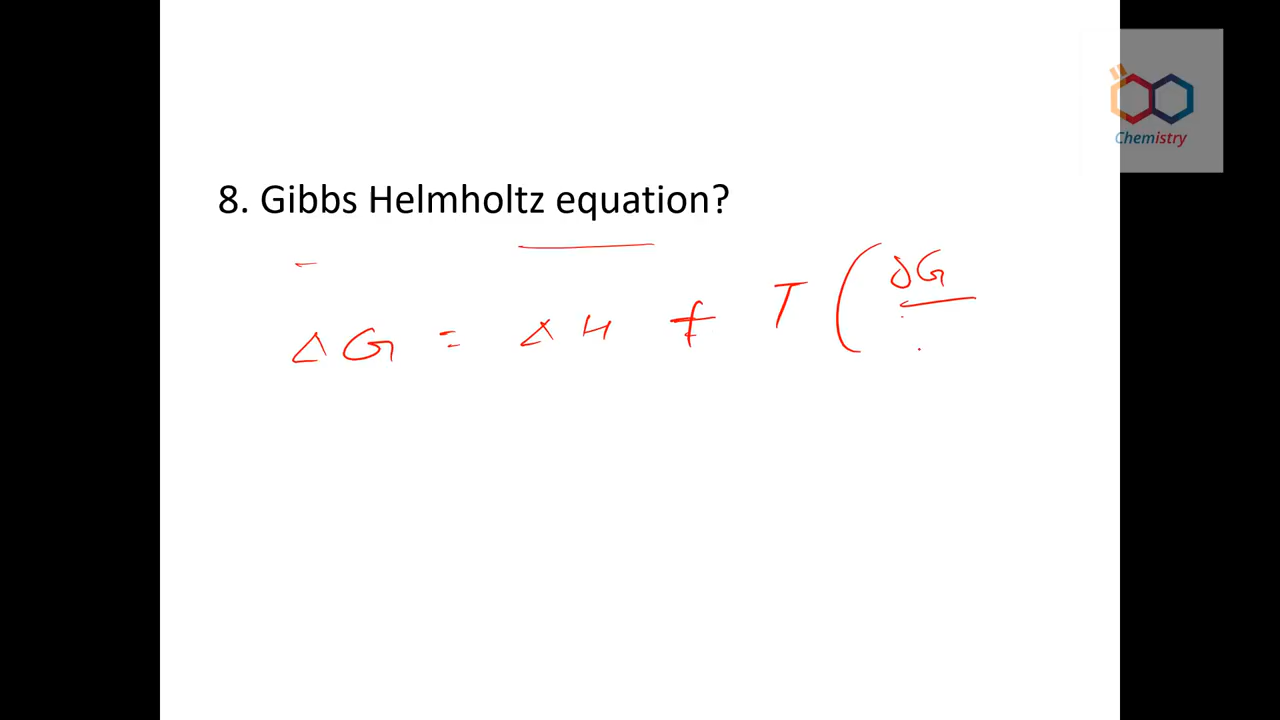 Chemistry
8. Gibbs Helmholtz equation?
ΔG = ΔH + T ( ∂G